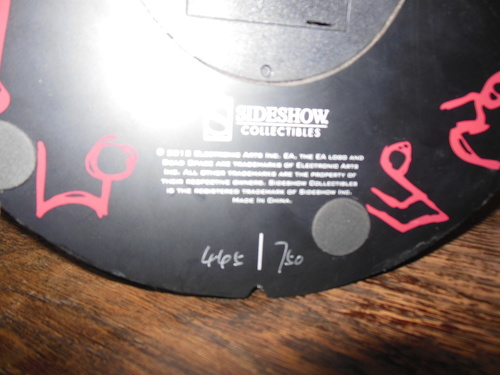 SIDESHOW
COLLECTIBLES
© 2013 Electronic Arts Inc. EA, the EA logo and
Dead Space are trademarks of Electronic Arts
Inc. All other trademarks are the property of
their respective owners. Sideshow Collectibles
is the registered trademark of Sideshow Inc.
Made in China.
445 | 750